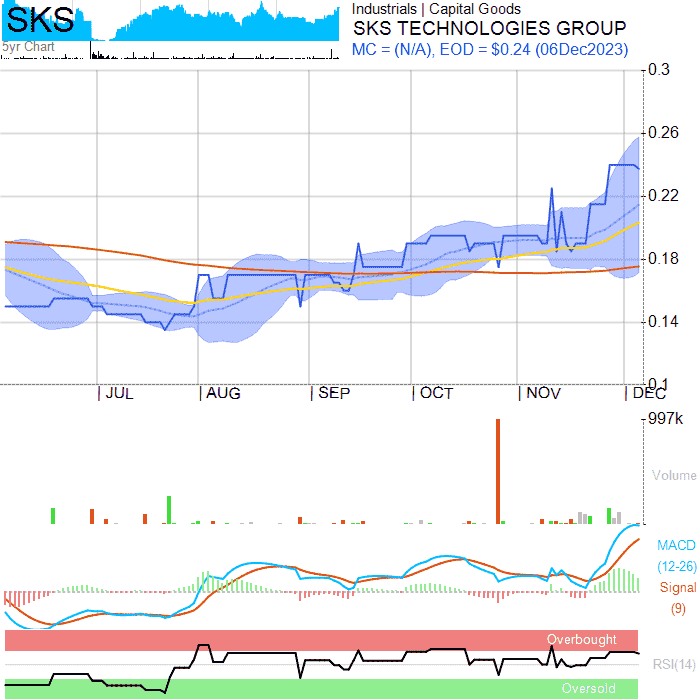 SKS
5yr Chart
Industrials | Capital Goods
SKS TECHNOLOGIES GROUP
MC = (N/A), EOD = $0.24 (06Dec2023)
0.3
0.26
0.22
0.18
0.14
0.1
JUL AUG SEP OCT NOV DEC
997k
Volume
MACD
(12-26)
Signal
(9)
Overbought
RSI(14)
Oversold